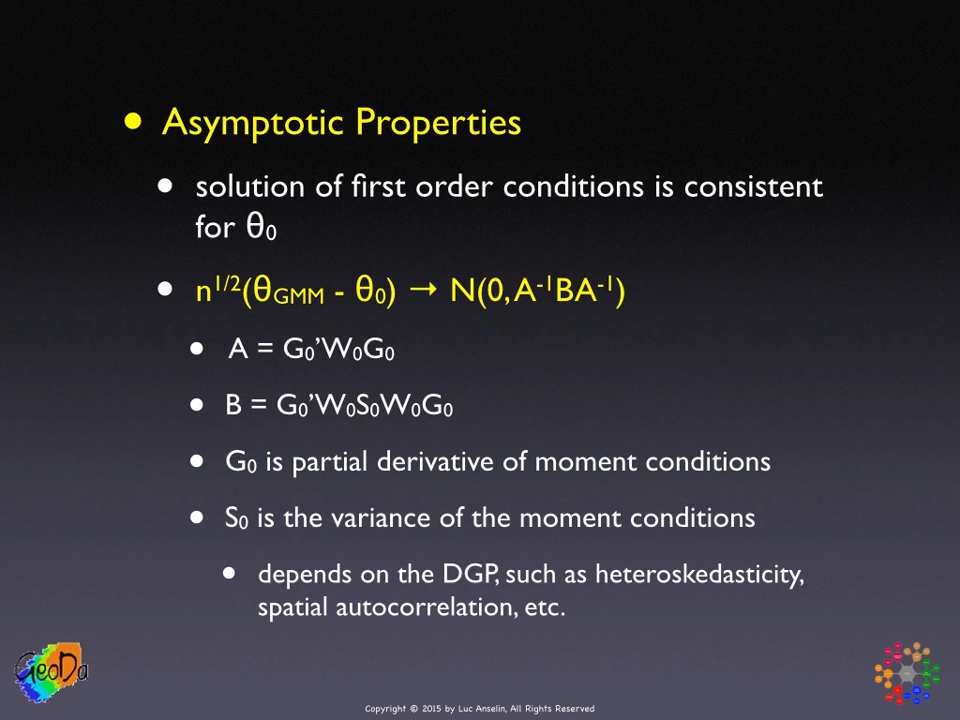 • Asymptotic Properties
• solution of first order conditions is consistent
for θ₀
• n¹/²(θGMM - θ₀) → N(0, A⁻¹BA⁻¹)
• A = G₀’W₀G₀
• B = G₀’W₀S₀W₀G₀
• G₀ is partial derivative of moment conditions
• S₀ is the variance of the moment conditions
• depends on the DGP, such as heteroskedasticity,
spatial autocorrelation, etc.
GeoDa
Copyright © 2015 by Luc Anselin, All Rights Reserved